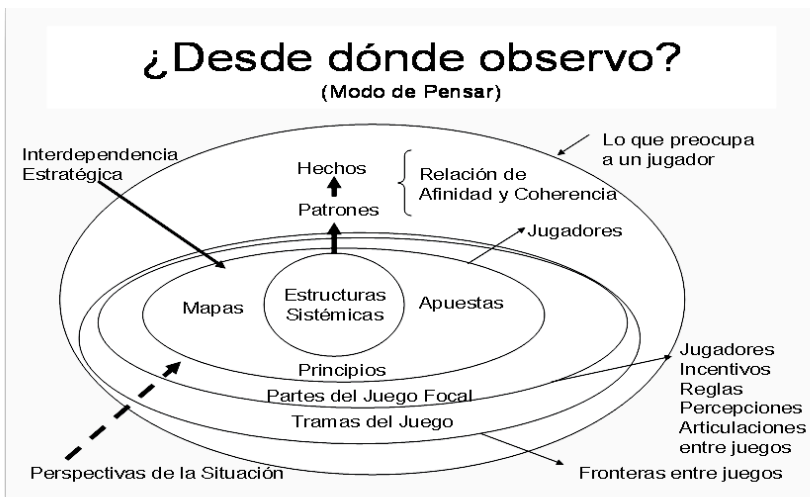 ¿Desde dónde observo?
(Modo de Pensar)
Lo que preocupa
a un jugador
Interdependencia
Estratégica
Hechos
Patrones
Relación de
Afinidad y Coherencia
Jugadores
Mapas
Estructuras
Sistémicas
Apuestas
Principios
Partes del Juego Focal
Tramas del Juego
Jugadores
Incentivos
Reglas
Percepciones
Articulaciones
entre juegos
Perspectivas de la Situación
Fronteras entre juegos